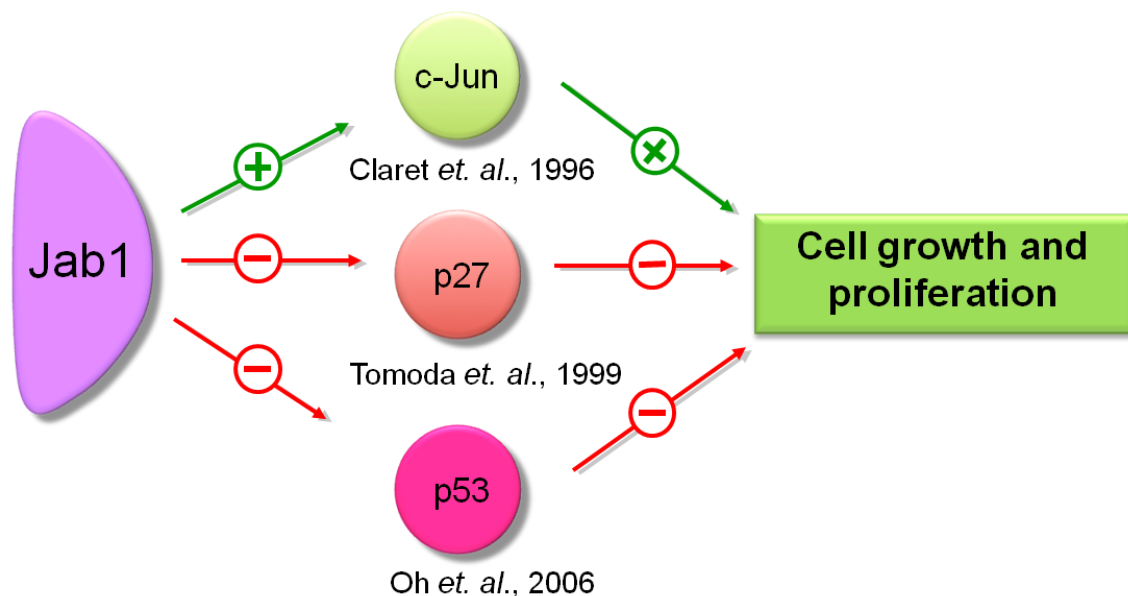 Jab1
c-Jun
Claret et. al., 1996
p27
Tomoda et. al., 1999
p53
Oh et. al., 2006
+
−
−
×
−
−
Cell growth and
proliferation